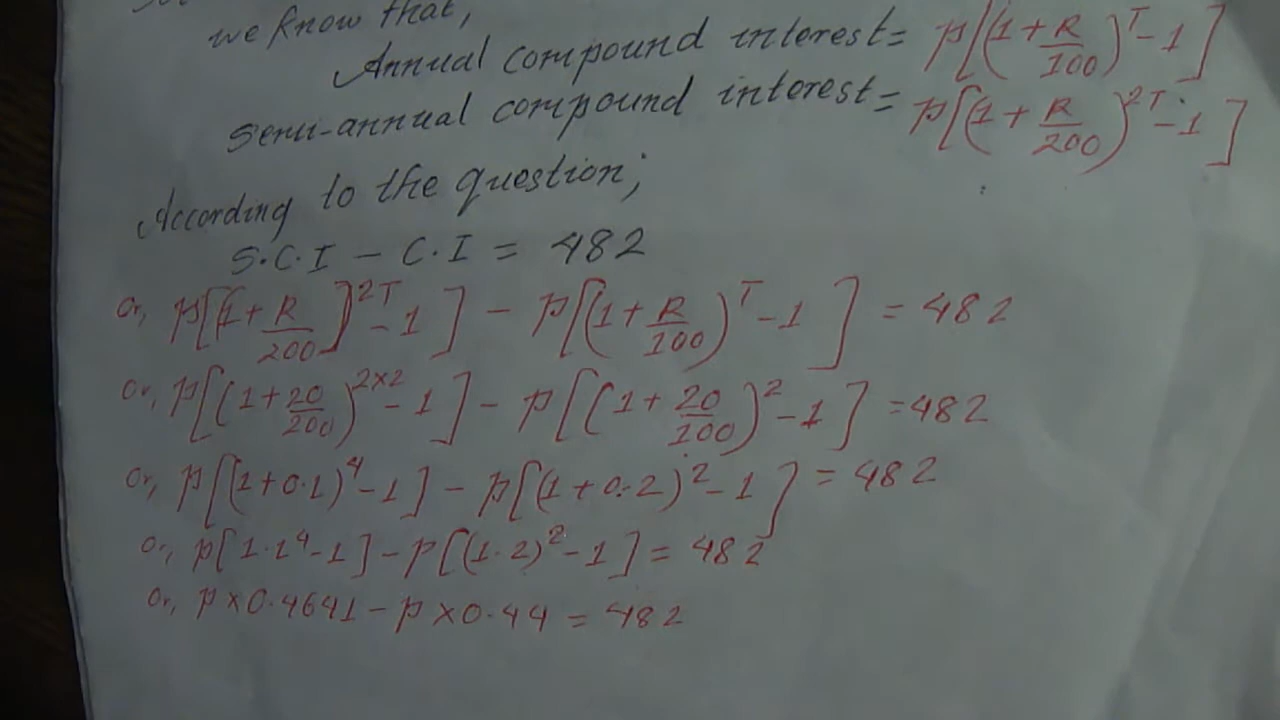 we know that,
Annual compound interest = P[(1+R/100)^T-1]
Semi-annual compound interest = P[(1+R/200)^2T-1]
According to the question;
S.C.I - C.I = 482
Or, P[(1+R/200)^2T-1] - P[(1+R/100)^T-1] = 482
Or, P[(1+20/200)^2×2-1] - P[(1+20/100)^2-1] = 482
Or, P[(1+0.1)^4-1] - P[(1+0.2)^2-1] = 482
Or, P[1.1^4-1] - P[(1.2)^2-1] = 482
Or, P×0.4641 - P×0.44 = 482